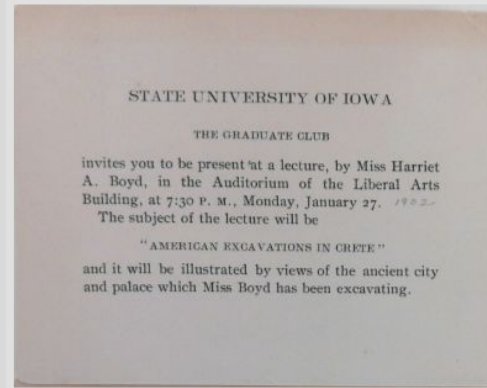 STATE UNIVERSITY OF IOWA
THE GRADUATE CLUB
invites you to be present at a lecture, by Miss Harriet
A. Boyd, in the Auditorium of the Liberal Arts
Building, at 7:30 P. M., Monday, January 27. 1902
The subject of the lecture will be
"AMERICAN EXCAVATIONS IN CRETE"
and it will be illustrated by views of the ancient city
and palace which Miss Boyd has been excavating.